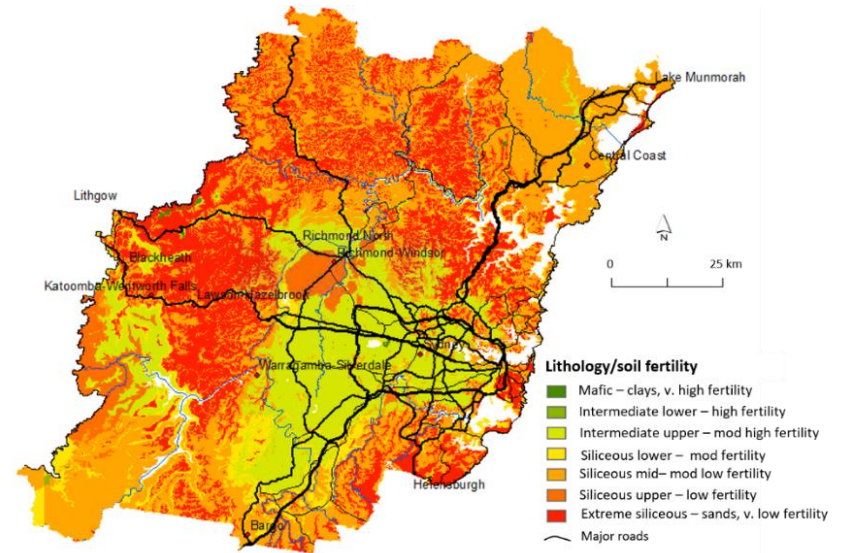 Lake Munmorah
Central Coast
Lithgow
N
Richmond North
Richmond-Windsor
Blackheath
0 25 km
Katoomba-Wentworth Falls
Lawson-Hazelbrook
Sydney
Warragamba-Silverdale
Lithology/soil fertility
Mafic – clays, v. high fertility
Intermediate lower – high fertility
Intermediate upper – mod high fertility
Siliceous lower – mod fertility
Siliceous mid– mod low fertility
Siliceous upper – low fertility
Extreme siliceous – sands, v. low fertility
Major roads
Helensburgh
Bargo